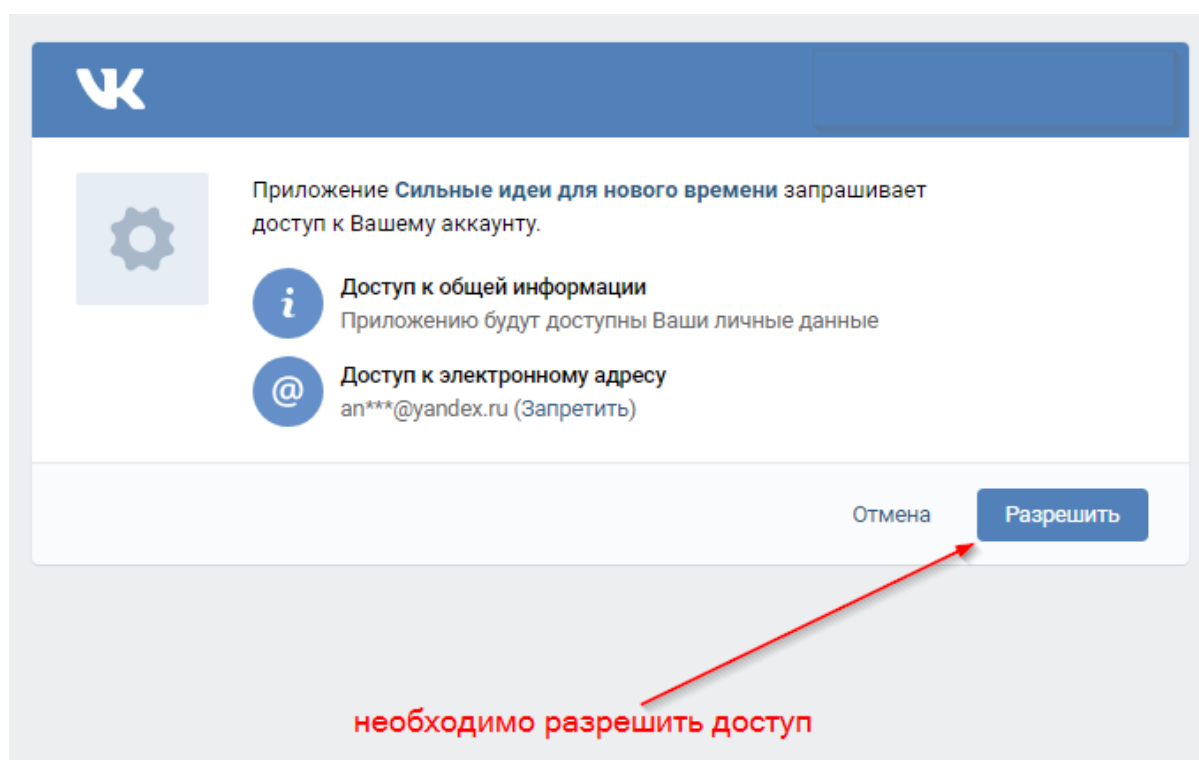 VK
Приложение Сильные идеи для нового времени запрашивает
доступ к Вашему аккаунту.
i
Доступ к общей информации
Приложению будут доступны Ваши личные данные
@
Доступ к электронному адресу
an***@yandex.ru (Запретить)
Отмена
Разрешить
необходимо разрешить доступ